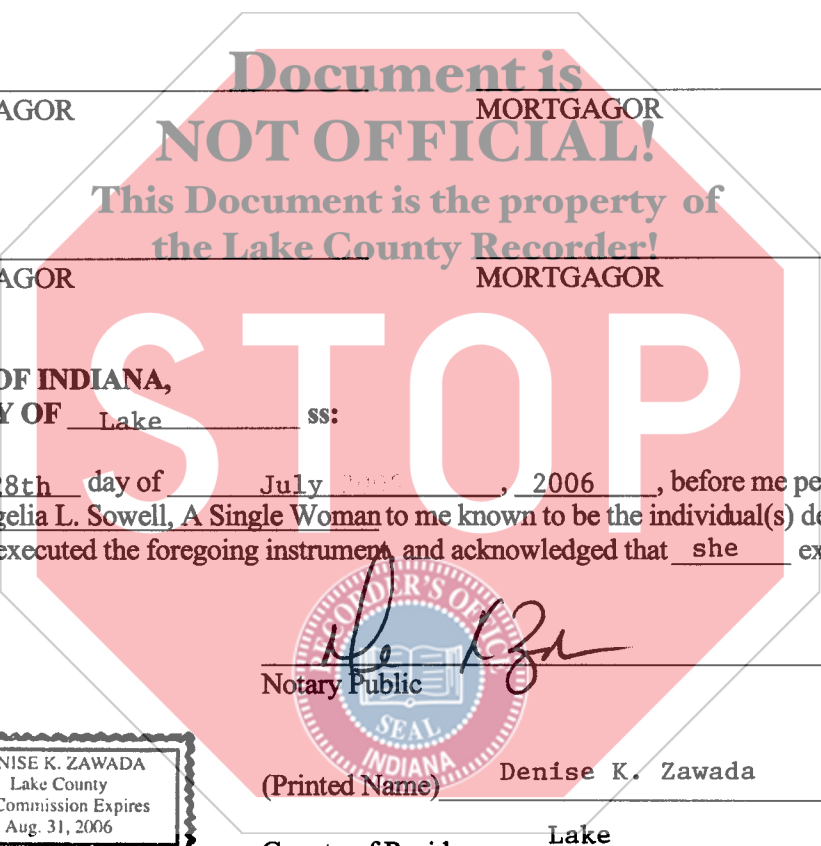 Document is
AGOR MORTGAGOR
NOT OFFICIAL!
This Document is the property of
the Lake County Recorder!
AGOR MORTGAGOR
STOP
OF INDIANA,
Y OF Lake ss:
8th day of July , 2006 , before me pe
gelia L. Sowell, A Single Woman to me known to be the individual(s) de
executed the foregoing instrument, and acknowledged that she ex
RECORDER'S OFFICE
Notary Public
SEAL
INDIANA
NISE K. ZAWADA
Lake County
Commission Expires
Aug. 31, 2006
(Printed Name) Denise K. Zawada
Lake